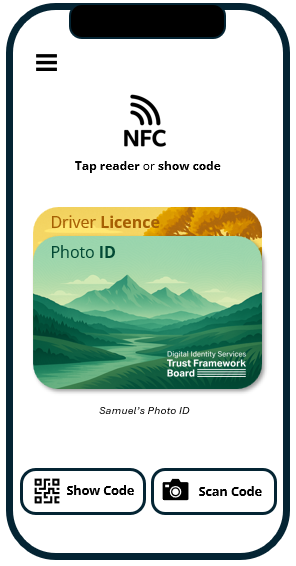 NFC
Tap reader or show code
Driver Licence
Photo ID
Digital Identity Services
Trust Framework
Board
Samuel's Photo ID
Show Code
Scan Code